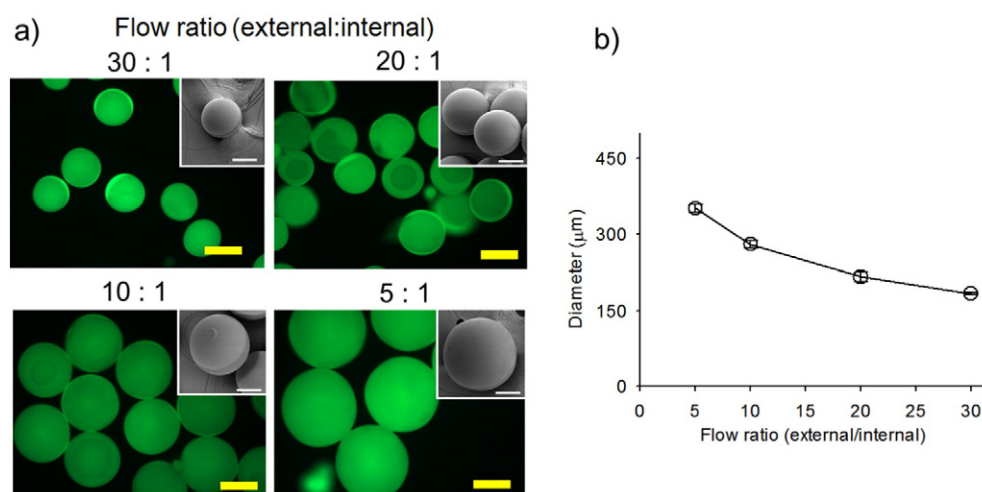 a)
Flow ratio (external:internal)
30 : 1
20 : 1
10 : 1
5 : 1
b)
450
300
150
0
Diameter (μm)
0 5 10 15 20 25 30
Flow ratio (external/internal)